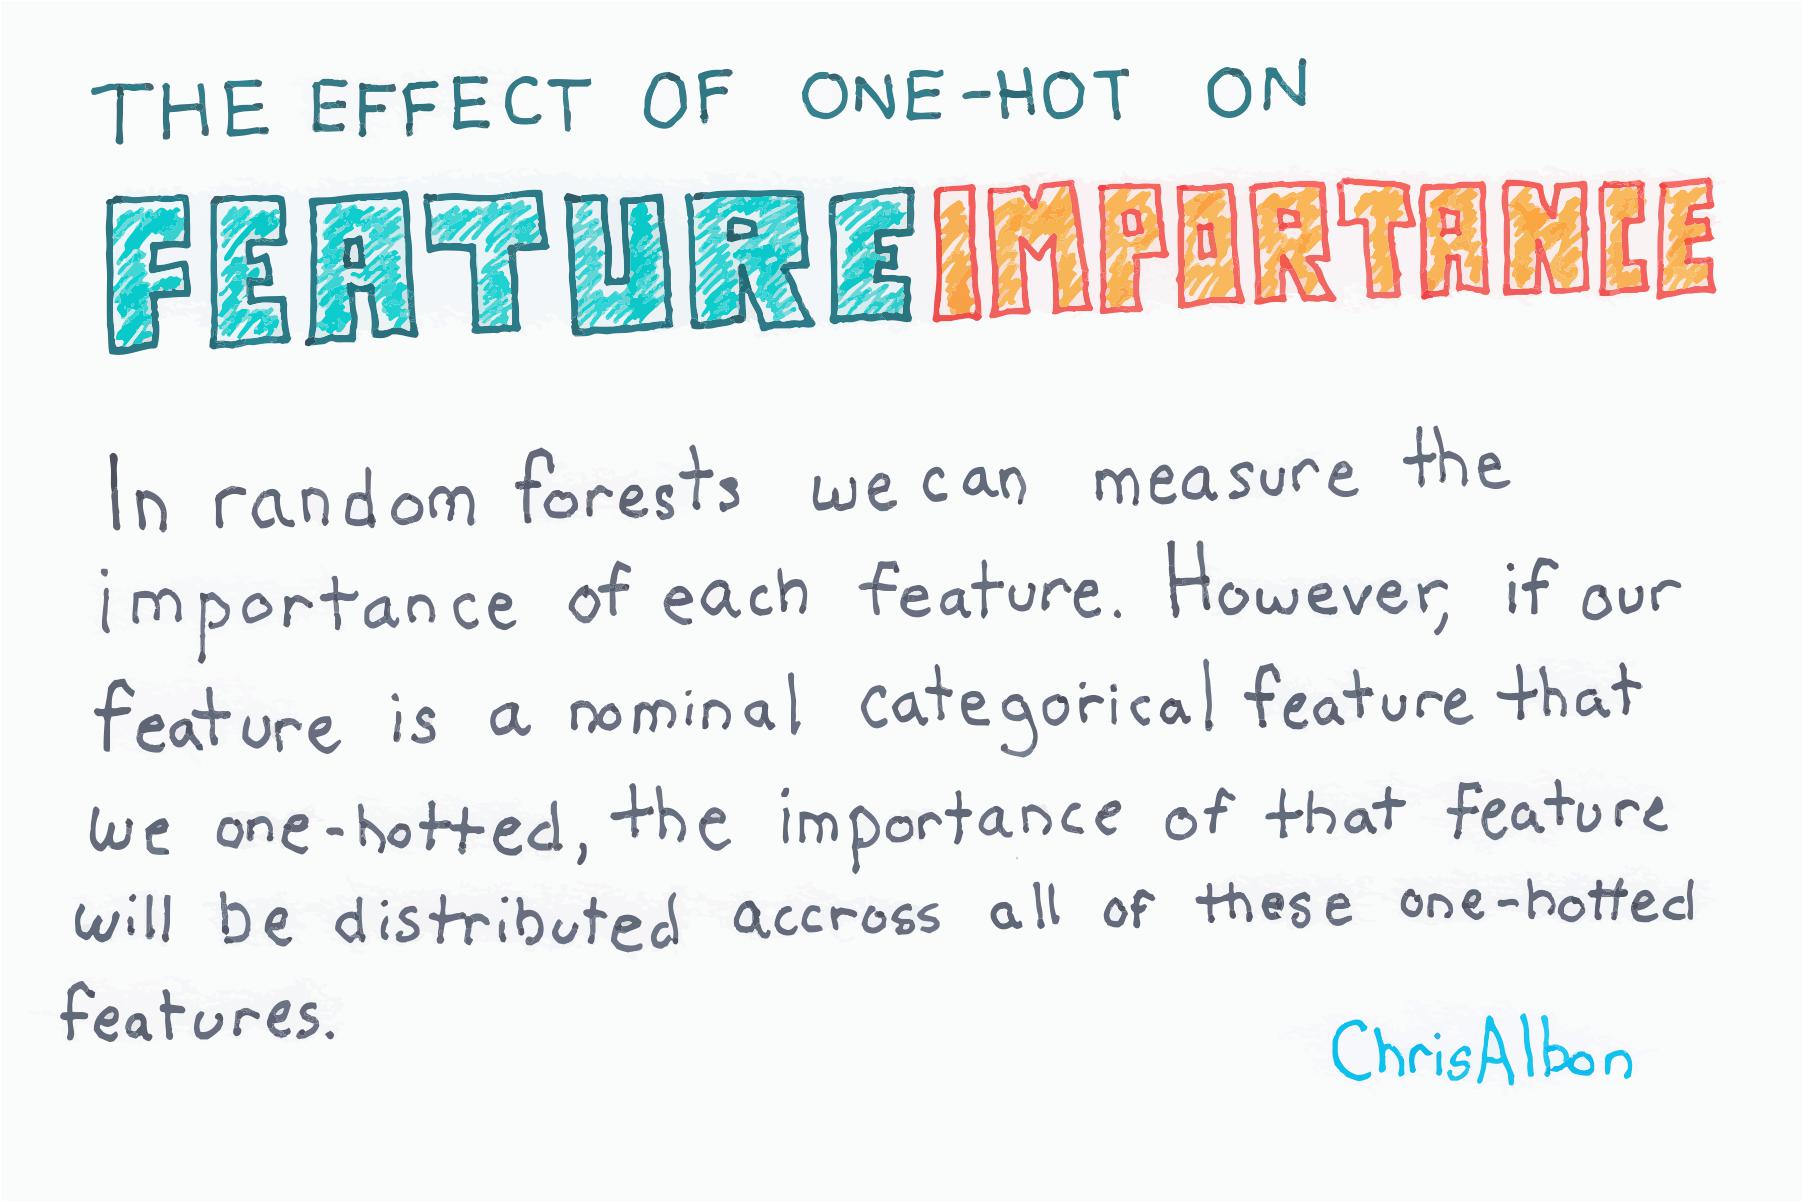 THE EFFECT OF ONE-HOT ON
FEATURE IMPORTANCE
In random forests we can measure the
importance of each feature. However, if our
feature is a nominal categorical feature that
we one-hotted, the importance of that feature
will be distributed accross all of these one-hotted
features.
ChrisAlbon